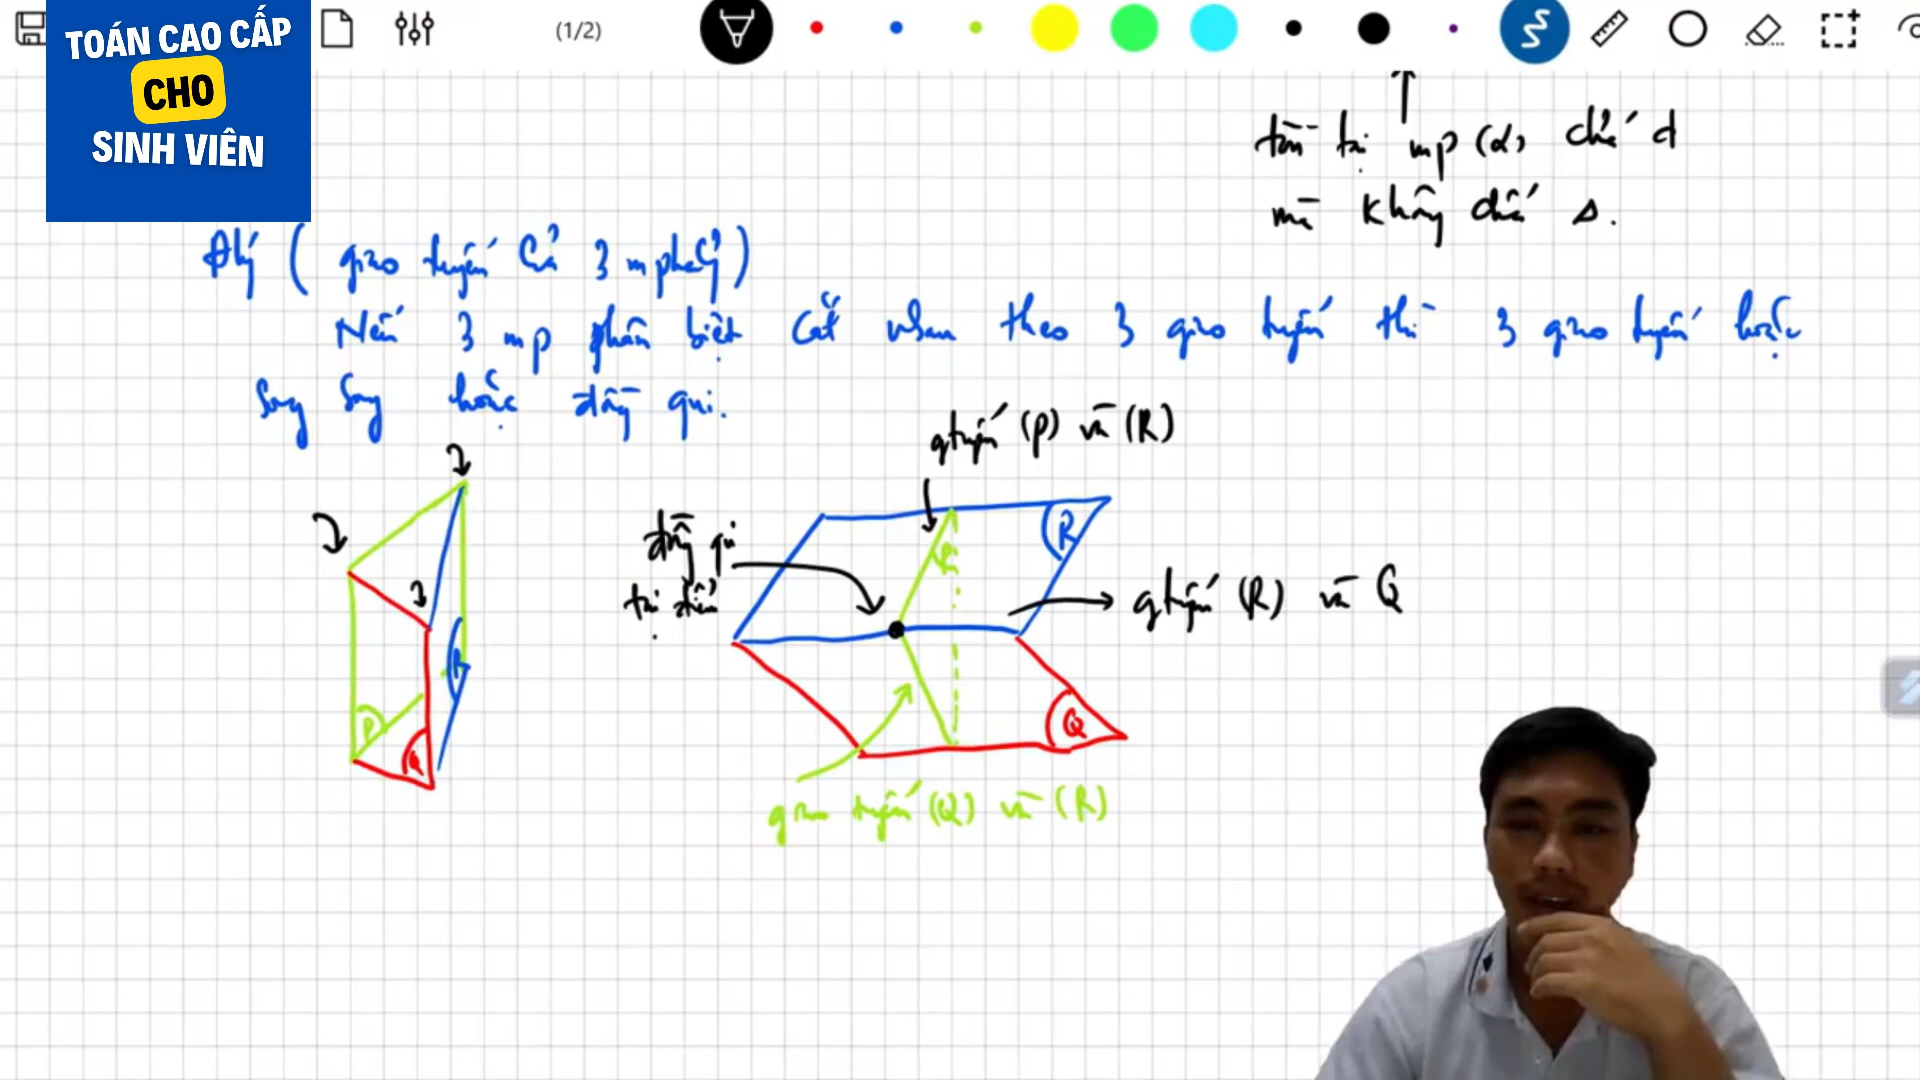 (1/2)
TOÁN CAO CẤP
CHO
SINH VIÊN
tồn tại mp (α) chứa d
mà không chứa Δ.
Đlý ( giao tuyến của 3 mphẳng )
Nếu 3 mp phân biệt cắt nhau theo 3 giao tuyến thì 3 giao tuyến hoặc
song song hoặc đồng qui.
gtuyến (P) và (R)
đồng qui
tại điểm
R
P
gtuyến (R) và Q
R
P
Q
Q
giao tuyến (Q) và (R)